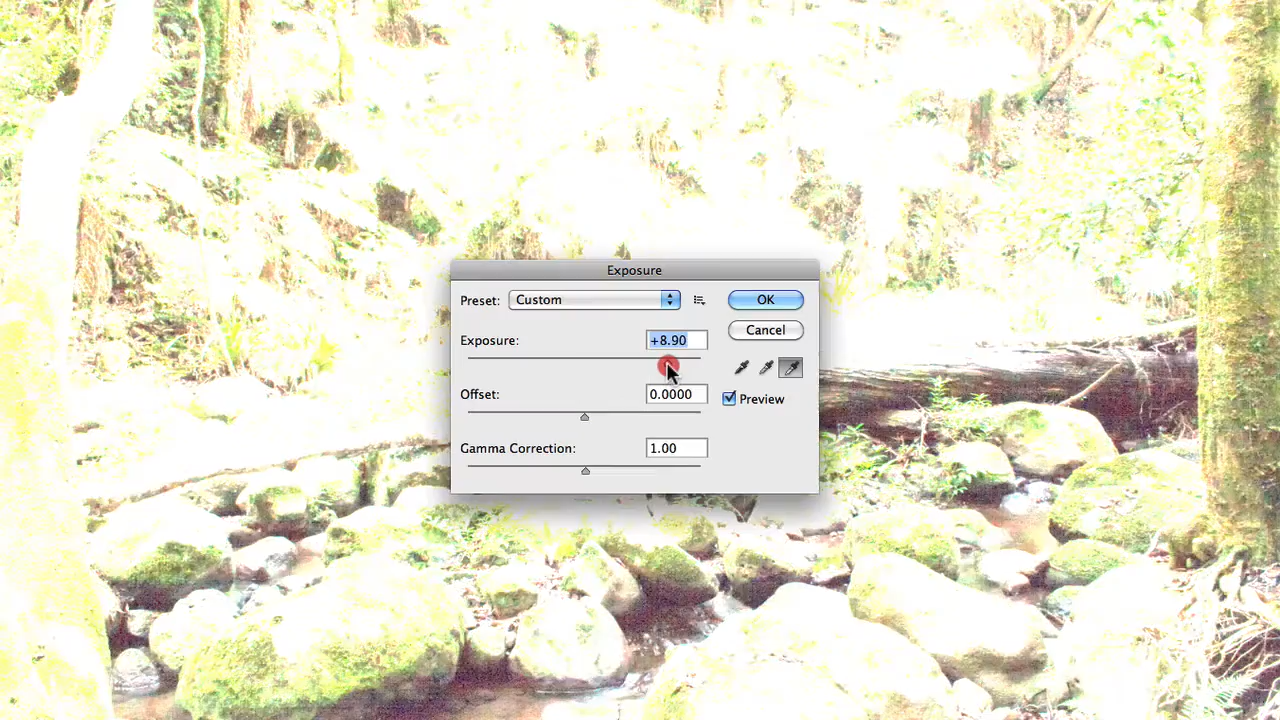 Exposure
Preset: Custom
OK
Exposure: +8.90
Cancel
Offset: 0.0000
Preview
Gamma Correction: 1.00